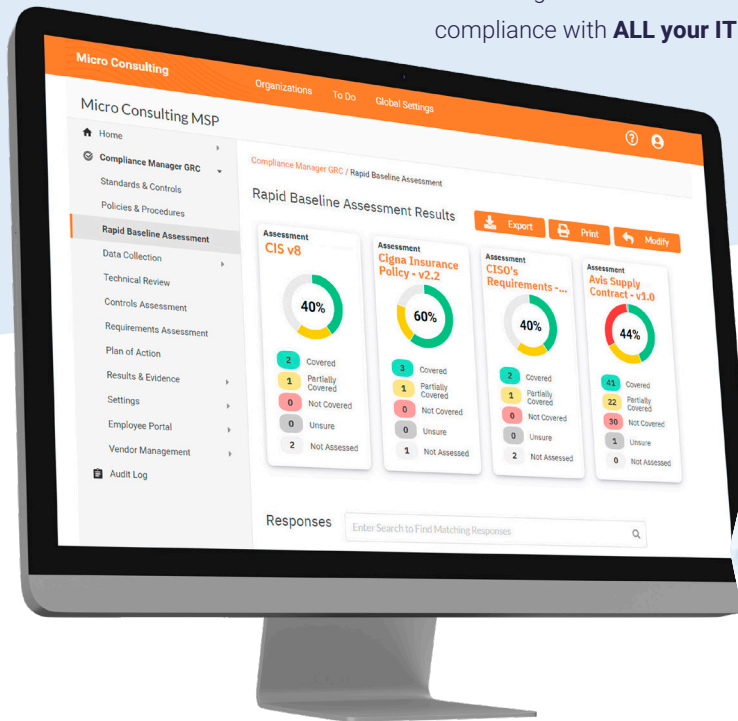 compliance with ALL your IT
Micro Consulting
Organizations To Do Global Settings
Micro Consulting MSP
Home
Compliance Manager GRC
Standards & Controls
Policies & Procedures
Rapid Baseline Assessment
Data Collection
Technical Review
Controls Assessment
Requirements Assessment
Plan of Action
Results & Evidence
Settings
Employee Portal
Vendor Management
Audit Log
Compliance Manager GRC / Rapid Baseline Assessment
Rapid Baseline Assessment Results
Export Print Modify
Assessment
CIS v8
40%
2 Covered
1 Partially
Covered
0 Not Covered
0 Unsure
2 Not Assessed
Assessment
Cigna Insurance
Policy - v2.2
60%
3 Covered
1 Partially
Covered
0 Not Covered
0 Unsure
1 Not Assessed
Assessment
CISO's
Requirements -...
40%
2 Covered
1 Partially
Covered
0 Not Covered
0 Unsure
2 Not Assessed
Assessment
Avis Supply
Contract - v1.0
44%
41 Covered
22 Partially
Covered
30 Not Covered
1 Unsure
0 Not Assessed
Responses
Enter Search to Find Matching Responses